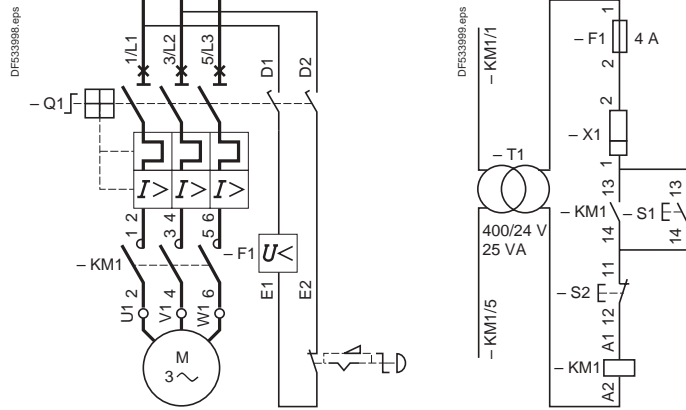 DF533998.eps
1/L1
3/L2
5/L3
D1
D2
– Q1
I>
I>
I>
2
4
6
1
3
5
– KM1
– F1
U<
2
4
6
E1
E2
U1
V1
W1
M
3
DF533999.eps
– KM1/1
– T1
400/24 V
25 VA
– KM1/5
1
– F1
4 A
2
2
– X1
1
13
13
– KM1
– S1
14
14
11
– S2
12
A1
– KM1
A2